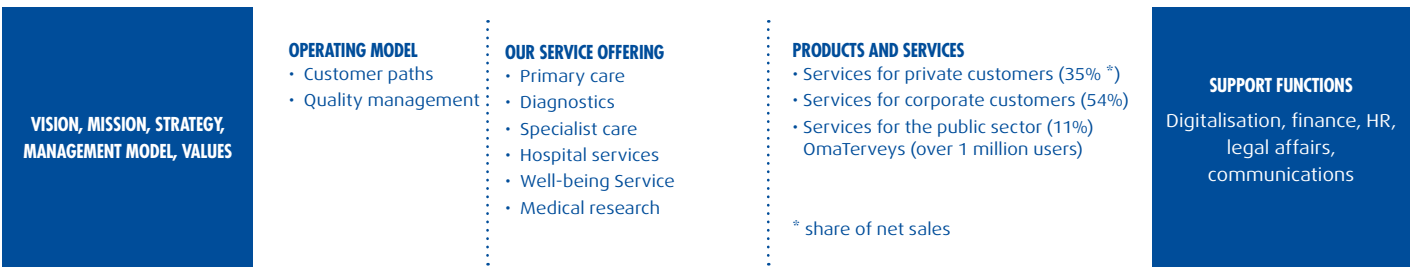 VISION, MISSION, STRATEGY,
MANAGEMENT MODEL, VALUES
OPERATING MODEL
• Customer paths
• Quality management
OUR SERVICE OFFERING
• Primary care
• Diagnostics
• Specialist care
• Hospital services
• Well-being Service
• Medical research
PRODUCTS AND SERVICES
• Services for private customers (35% *)
• Services for corporate customers (54%)
• Services for the public sector (11%)
OmaTerveys (over 1 million users)
* share of net sales
SUPPORT FUNCTIONS
Digitalisation, finance, HR,
legal affairs,
communications